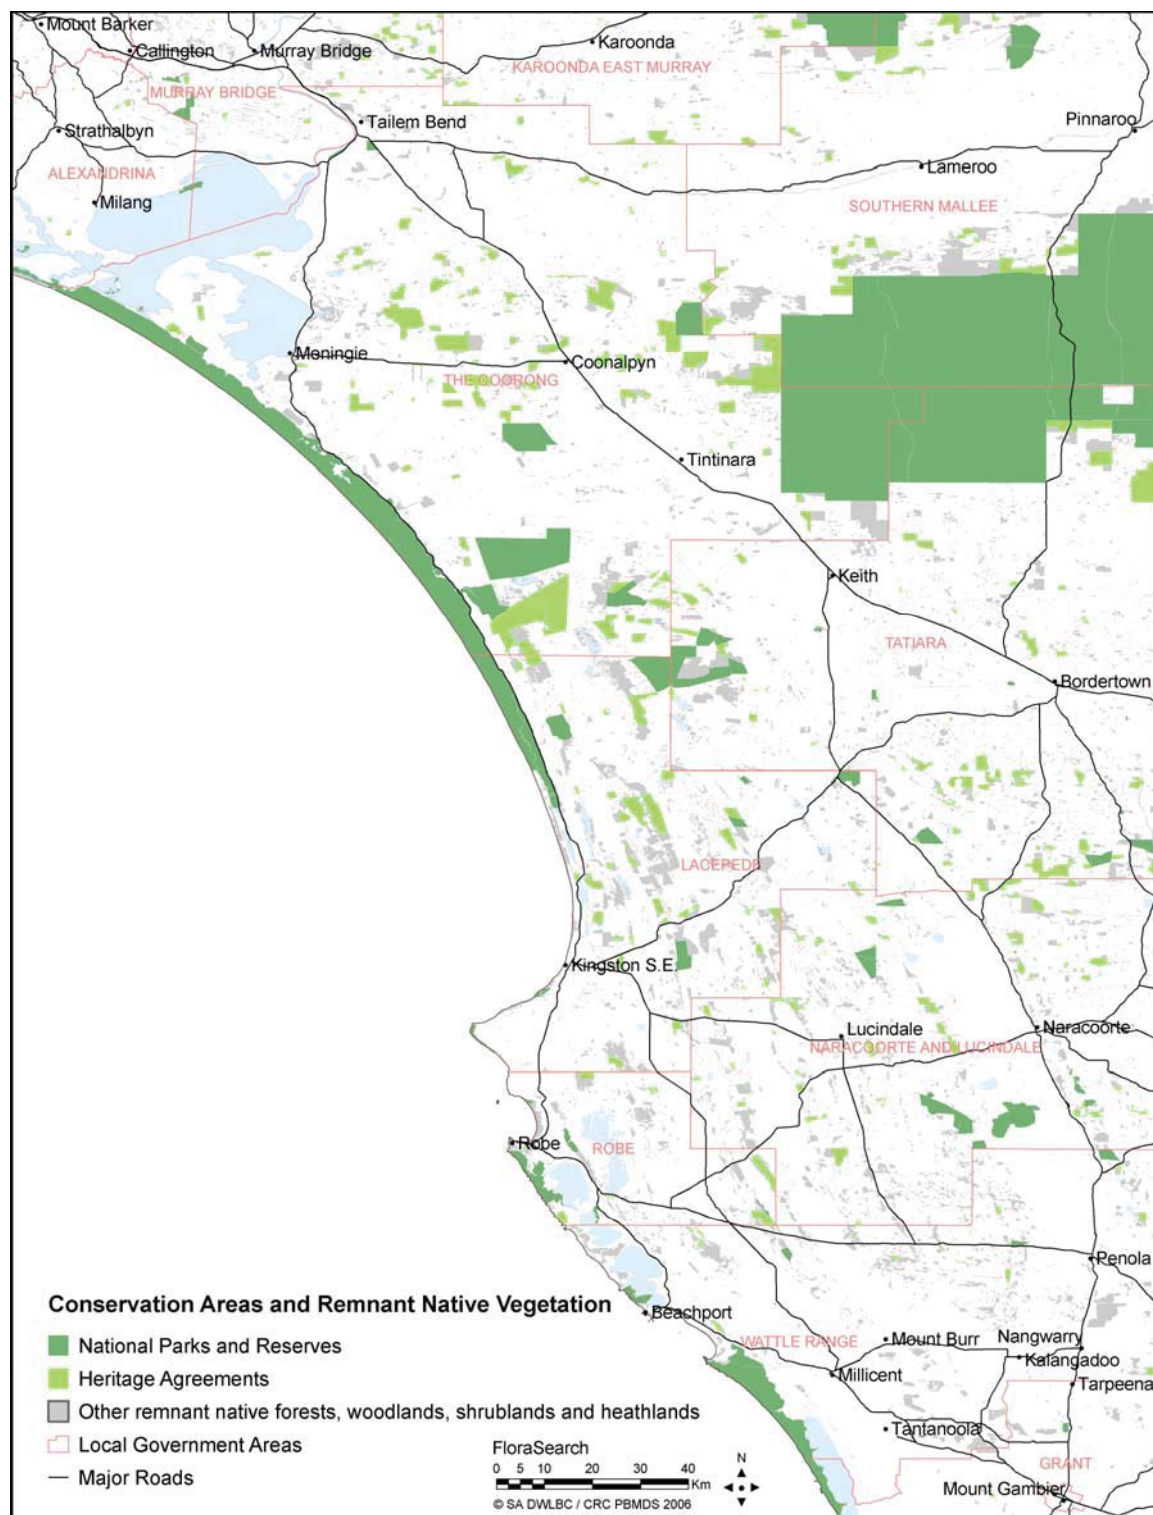 Mount Barker
Callington
Murray Bridge
Karoonda
KAROONDA EAST MURRAY
MURRAY BRIDGE
Tailem Bend
Pinnaroo
Strathalbyn
Lameroo
ALEXANDRINA
Milang
SOUTHERN MALLEE
Meningie
Coonalpyn
THE COORONG
Tintinara
Keith
TATIARA
Bordertown
LACEPEDE
Kingston S.E.
Lucindale
Naracoorte
NARACOORTE AND LUCINDALE
Robe
ROBE
Penola
Conservation Areas and Remnant Native Vegetation
Beachport
National Parks and Reserves
WATTLE RANGE
Mount Burr
Nangwarry
Kalangadoo
Heritage Agreements
Millicent
Tarpeena
Other remnant native forests, woodlands, shrublands and heathlands
Tantanoola
Local Government Areas
FloraSearch
N
GRANT
0 5 10 20 30 40
Km
Major Roads
Mount Gambier
© SA DWLBC / CRC PBMDS 2006